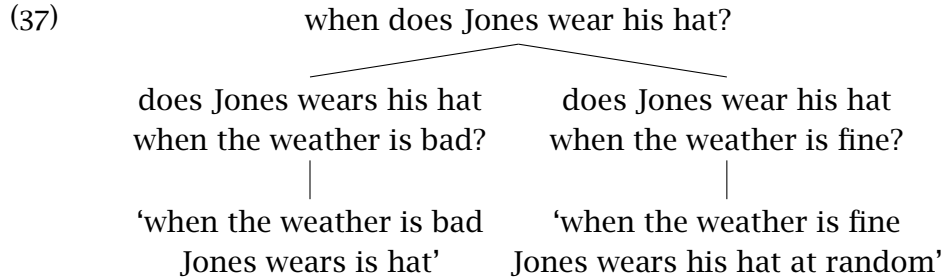 (37) when does Jones wear his hat?
does Jones wears his hat does Jones wear his hat
when the weather is bad? when the weather is fine?
‘when the weather is bad ‘when the weather is fine
Jones wears is hat’ Jones wears his hat at random’